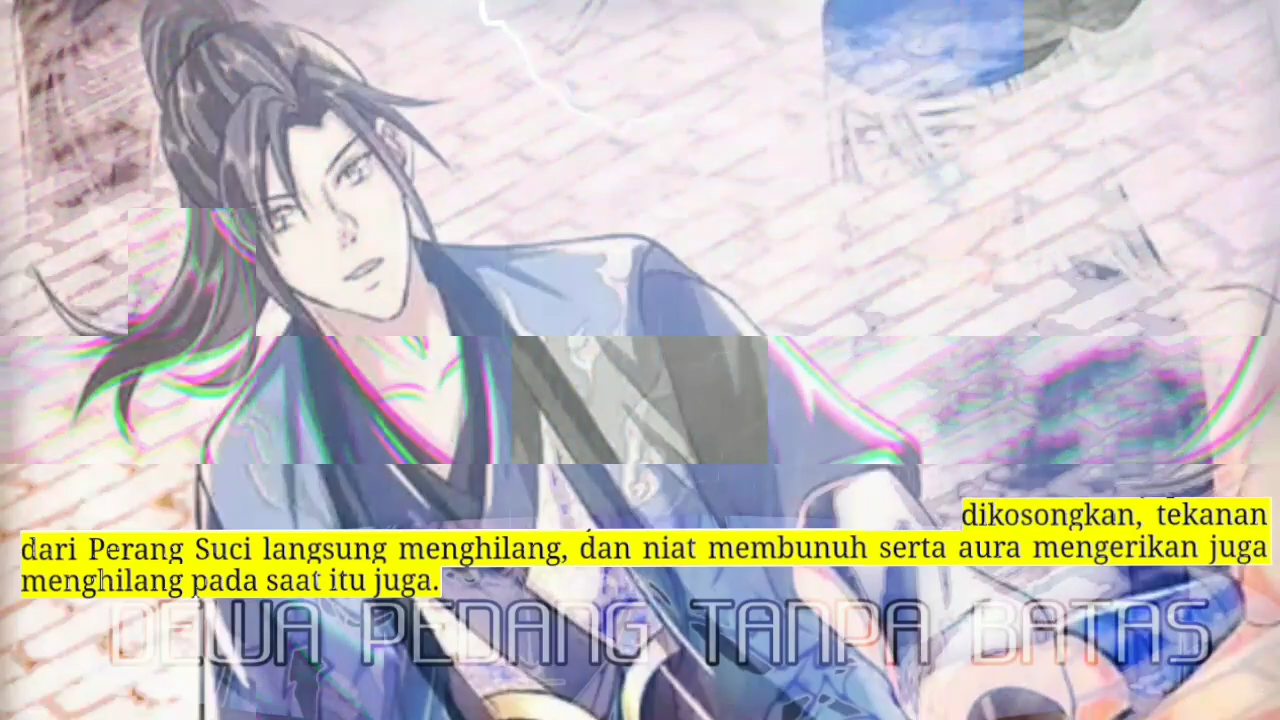 dikosongkan, tekanan
dari Perang Suci langsung menghilang, dan niat membunuh serta aura mengerikan juga
menghilang pada saat itu juga.
DEWA PEDANG TANPA BATAS